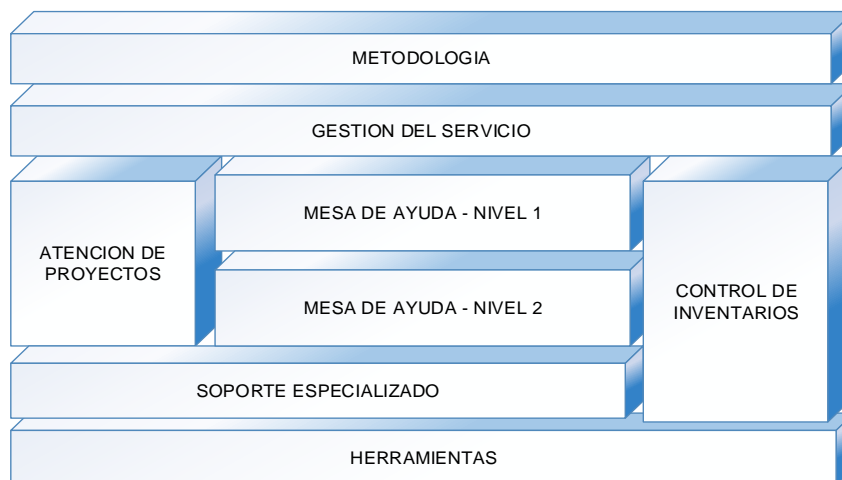 METODOLOGIA
GESTION DEL SERVICIO
ATENCION DE
PROYECTOS
MESA DE AYUDA - NIVEL 1
MESA DE AYUDA - NIVEL 2
CONTROL DE
INVENTARIOS
SOPORTE ESPECIALIZADO
HERRAMIENTAS